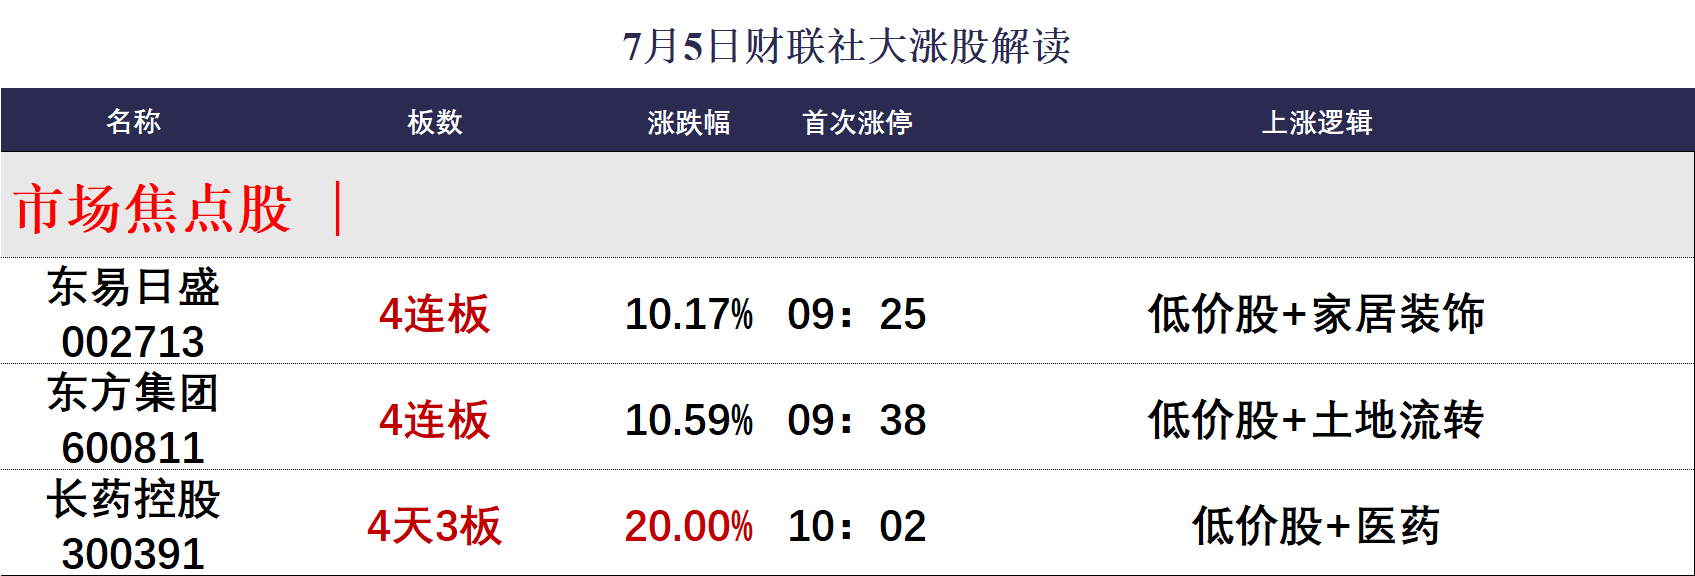 7月5日财联社大涨股解读
名称 板数 涨跌幅 首次涨停 上涨逻辑
市场焦点股 ｜
东易日盛
002713 4连板 10.17% 09：25 低价股+家居装饰
东方集团
600811 4连板 10.59% 09：38 低价股+土地流转
长药控股
300391 4天3板 20.00% 10：02 低价股+医药